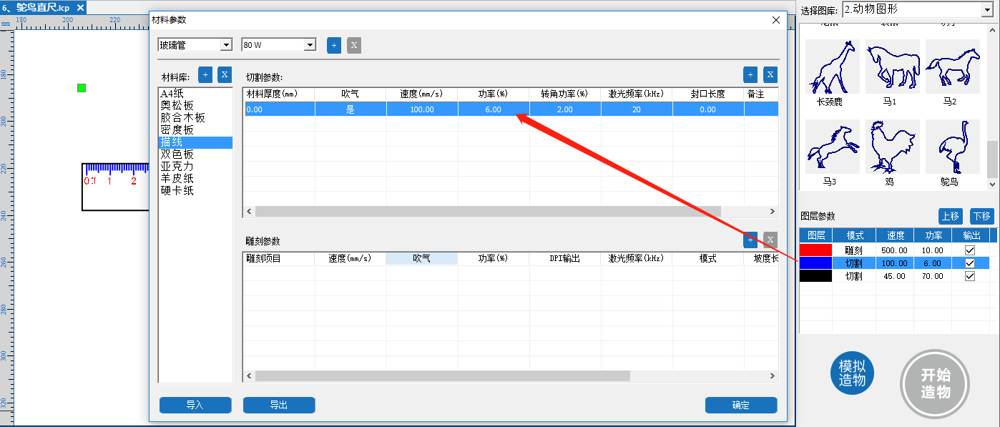 6、鸵鸟直尺.lcp
选择图库: 2.动物图形
mm 180 200 220
180
200
220
240
260
280
300
320
0 1 2
材料参数
玻璃管 80 W + X
材料库: + X
A4纸
奥松板
胶合木板
密度板
描线
双色板
亚克力
羊皮纸
硬卡纸
切割参数: + X
材料厚度(mm) 吹气 速度(mm/s) 功率(%) 转角功率(%) 激光频率(kHz) 封口长度 备注
0.00 是 100.00 6.00 2.00 20 0.00
雕刻参数 + X
雕刻项目 速度(mm/s) 吹气 功率(%) DPI输出 激光频率(kHz) 模式 坡度长
导入 导出 确定
长颈鹿 马1 马2
马3 鸡 鸵鸟
图层参数 上移 下移
图层 模式 速度 功率 输出
雕刻 500.00 10.00
切割 100.00 6.00
切割 45.00 70.00
模拟
造物
开始
造物